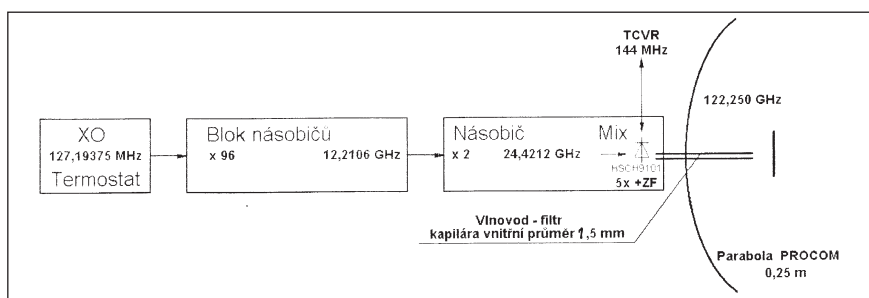 TCVR
144 MHz
122,250 GHz
XO
127,19375 MHz
Termostat
Blok násobičů
x 96 12,2106 GHz
Násobič Mix
x 2 24,4212 GHz
HSCH9101
5x +ZF
Vlnovod - filtr
kapilára vnitřní průměr 1,5 mm
Parabola PROCOM
0,25 m